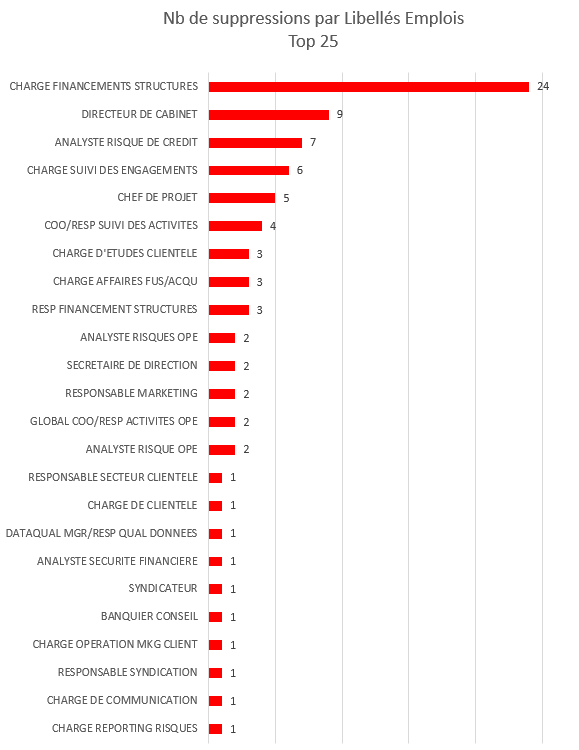 Nb de suppressions par Libellés Emplois
Top 25
CHARGE FINANCEMENTS STRUCTURES 24
DIRECTEUR DE CABINET 9
ANALYSTE RISQUE DE CREDIT 7
CHARGE SUIVI DES ENGAGEMENTS 6
CHEF DE PROJET 5
COO/RESP SUIVI DES ACTIVITES 4
CHARGE D'ETUDES CLIENTELE 3
CHARGE AFFAIRES FUS/ACQU 3
RESP FINANCEMENT STRUCTURES 3
ANALYSTE RISQUES OPE 2
SECRETAIRE DE DIRECTION 2
RESPONSABLE MARKETING 2
GLOBAL COO/RESP ACTIVITES OPE 2
ANALYSTE RISQUE OPE 2
RESPONSABLE SECTEUR CLIENTELE 1
CHARGE DE CLIENTELE 1
DATAQUAL MGR/RESP QUAL DONNEES 1
ANALYSTE SECURITE FINANCIERE 1
SYNDICATEUR 1
BANQUIER CONSEIL 1
CHARGE OPERATION MKG CLIENT 1
RESPONSABLE SYNDICATION 1
CHARGE DE COMMUNICATION 1
CHARGE REPORTING RISQUES 1